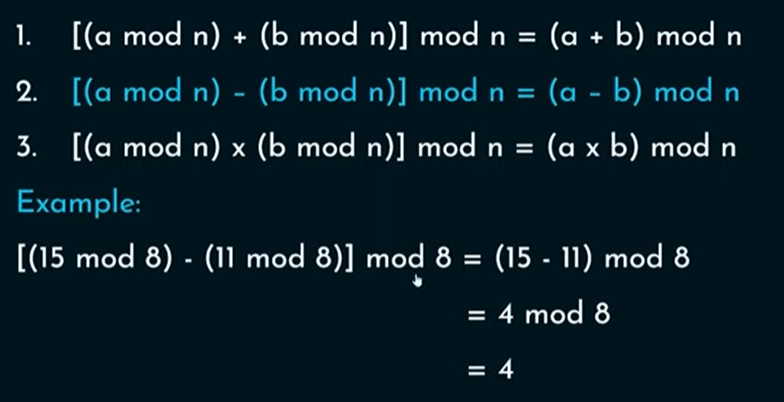 1. [(a mod n) + (b mod n)] mod n = (a + b) mod n
2. [(a mod n) - (b mod n)] mod n = (a - b) mod n
3. [(a mod n) x (b mod n)] mod n = (a x b) mod n
Example:
[(15 mod 8) - (11 mod 8)] mod 8 = (15 - 11) mod 8
= 4 mod 8
= 4